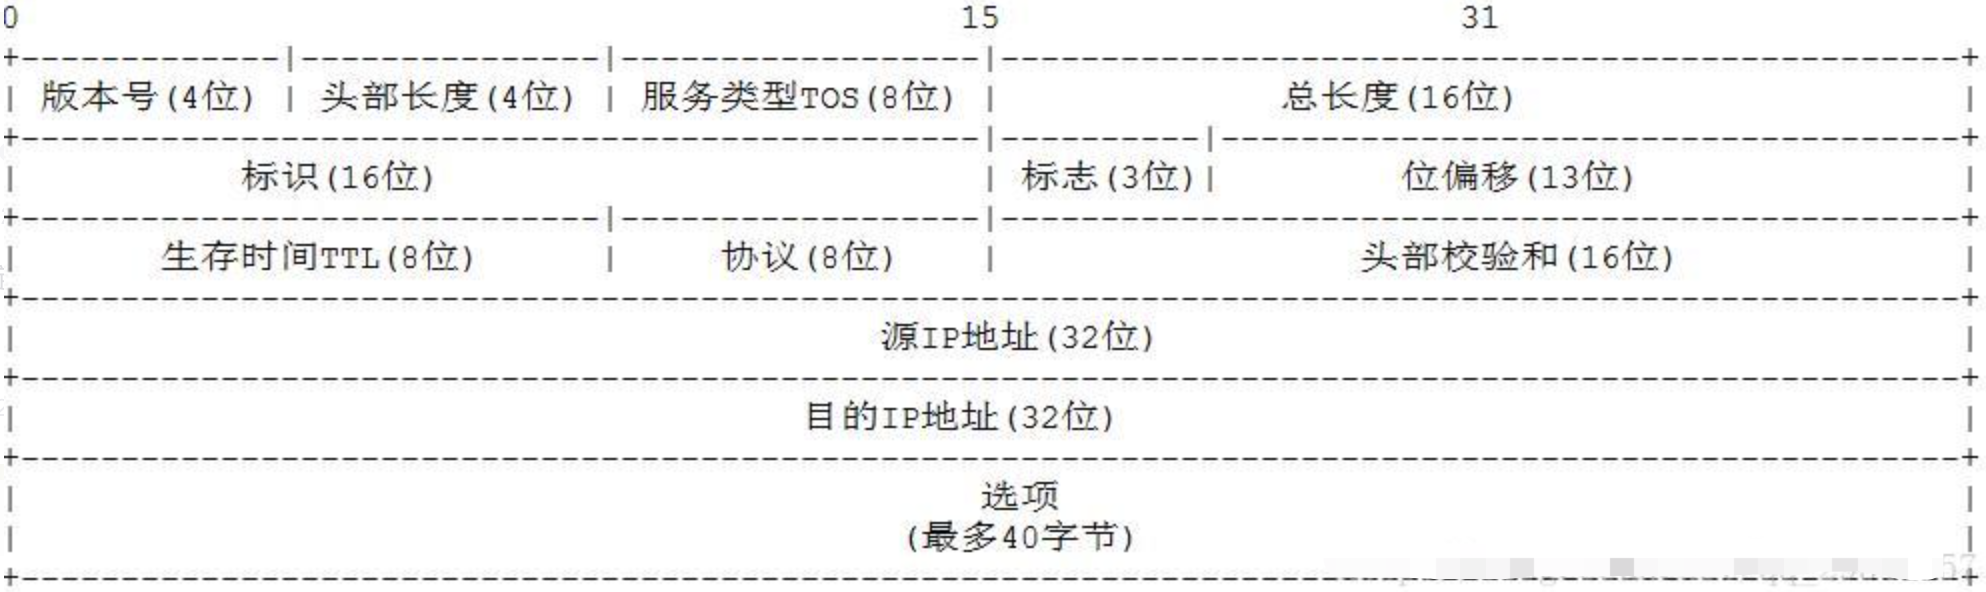 0 15 31
版本号(4位) 头部长度(4位) 服务类型TOS(8位) 总长度(16位)
标识(16位) 标志(3位) 位偏移(13位)
生存时间TTL(8位) 协议(8位) 头部校验和(16位)
源IP地址(32位)
目的IP地址(32位)
选项
(最多40字节)